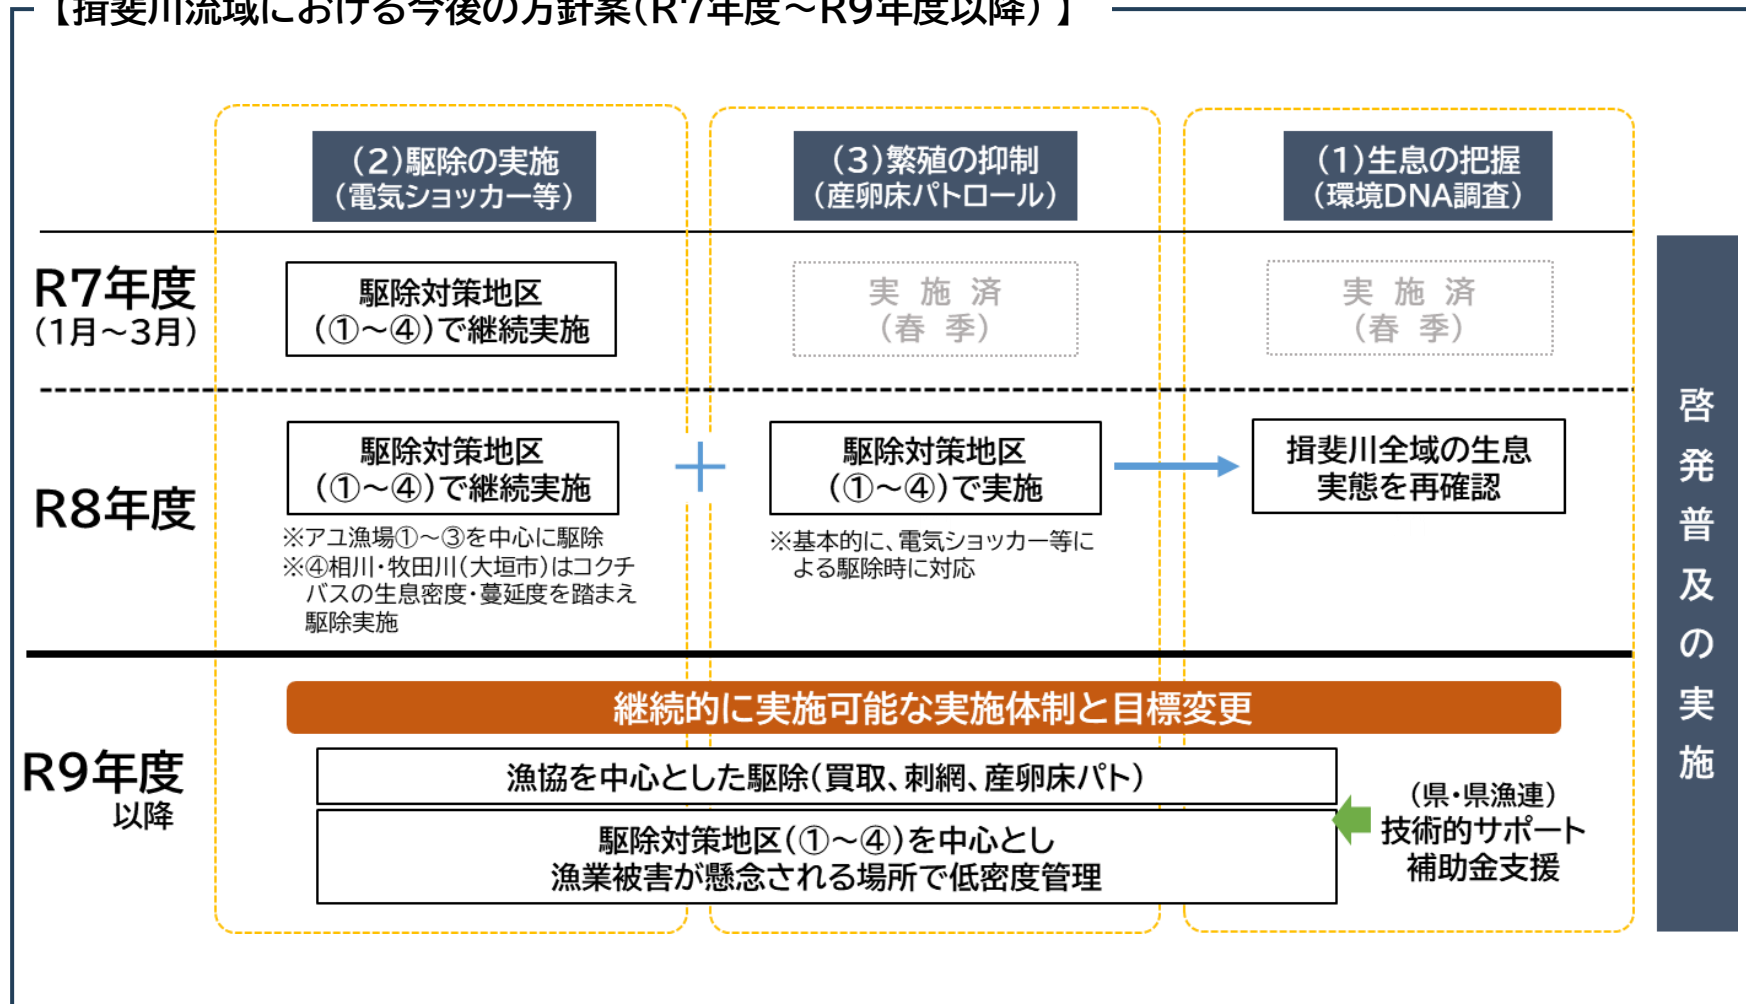 【揖斐川流域における今後の方針案（R7年度～R9年度以降）】
（2）駆除の実施
（電気ショッカー等）
（3）繁殖の抑制
（産卵床パトロール）
（1）生息の把握
（環境DNA調査）
R7年度
（1月～3月）
駆除対策地区
（①～④）で継続実施
実 施 済
（春 季）
実 施 済
（春 季）
R8年度
駆除対策地区
（①～④）で継続実施
※アユ漁場①～③を中心に駆除
※④相川・牧田川（大垣市）はコクチ
バスの生息密度・蔓延度を踏まえ
駆除実施
駆除対策地区
（①～④）で実施
※基本的に、電気ショッカー等に
よる駆除時に対応
揖斐川全域の生息
実態を再確認
R9年度
以降
継続的に実施可能な実施体制と目標変更
漁協を中心とした駆除（買取、刺網、産卵床パト）
駆除対策地区（①～④）を中心とし
漁業被害が懸念される場所で低密度管理
（県・県漁連）
技術的サポート
補助金支援
啓発普及の実施